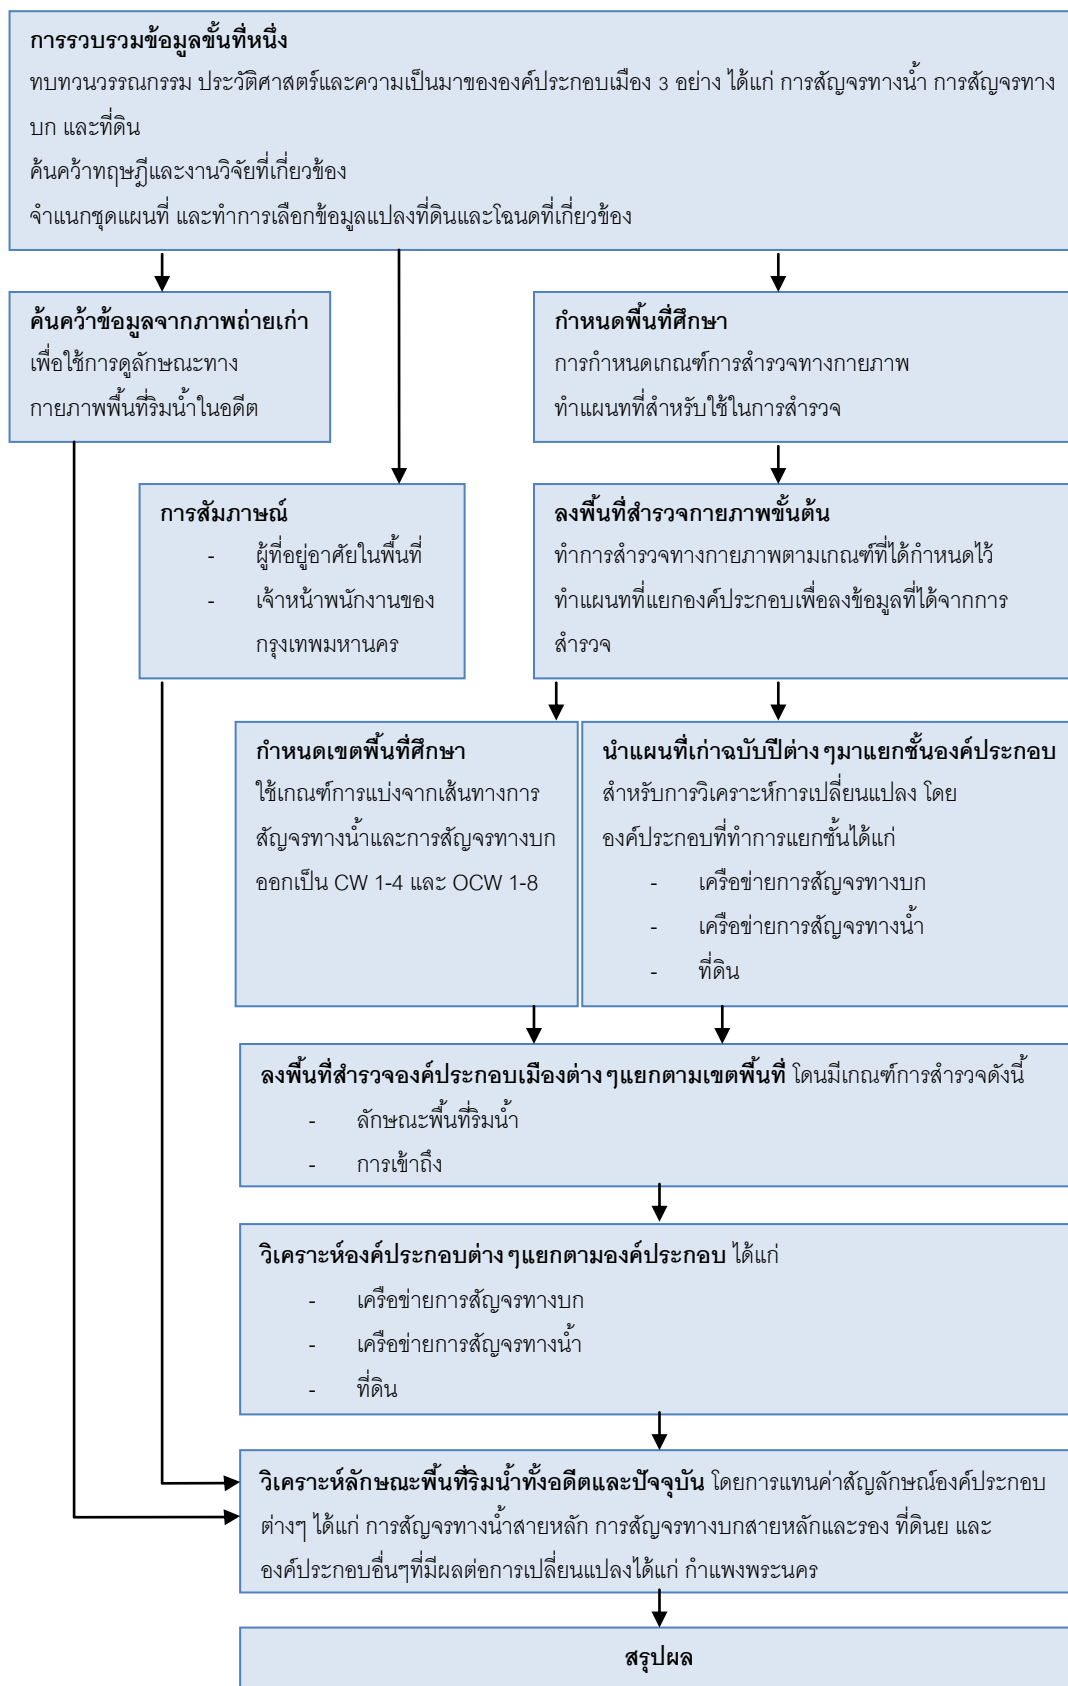 การรวบรวมข้อมูลขั้นที่หนึ่ง
ทบทวนวรรณกรรม ประวัติศาสตร์และความเป็นมาขององค์ประกอบเมือง 3 อย่าง ได้แก่ การสัญจรทางน้ำ การสัญจรทาง
บก และที่ดิน
ค้นคว้าทฤษฎีและงานวิจัยที่เกี่ยวข้อง
จำแนกชุดแผนที่ และทำการเลือกข้อมูลแปลงที่ดินและโฉนดที่เกี่ยวข้อง
ค้นคว้าข้อมูลจากภาพถ่ายเก่า
เพื่อใช้การดูลักษณะทาง
กายภาพพื้นที่ริมน้ำในอดีต
กำหนดพื้นที่ศึกษา
การกำหนดเกณฑ์การสำรวจทางกายภาพ
ทำแผนทที่สำหรับใช้ในการสำรวจ
การสัมภาษณ์
- ผู้ที่อยู่อาศัยในพื้นที่
- เจ้าหน้าพนักงานของ
กรุงเทพมหานคร
ลงพื้นที่สำรวจกายภาพขั้นต้น
ทำการสำรวจทางกายภาพตามเกณฑ์ที่ได้กำหนดไว้
ทำแผนที่ที่แยกองค์ประกอบเพื่อลงข้อมูลที่ได้จากการ
สำรวจ
กำหนดเขตพื้นที่ศึกษา
ใช้เกณฑ์การแบ่งจากเส้นทางการ
สัญจรทางน้ำและการสัญจรทางบก
ออกเป็น CW 1-4 และ OCW 1-8
นำแผนที่เก่าฉบับปีต่างๆมาแยกชั้นองค์ประกอบ
สำหรับการวิเคราะห์การเปลี่ยนแปลง โดย
องค์ประกอบที่ทำการแยกชั้นได้แก่
- เครือข่ายการสัญจรทางบก
- เครือข่ายการสัญจรทางน้ำ
- ที่ดิน
ลงพื้นที่สำรวจองค์ประกอบเมืองต่างๆแยกตามเขตพื้นที่ โดนมีเกณฑ์การสำรวจดังนี้
- ลักษณะพื้นที่ริมน้ำ
- การเข้าถึง
วิเคราะห์องค์ประกอบต่างๆแยกตามองค์ประกอบ ได้แก่
- เครือข่ายการสัญจรทางบก
- เครือข่ายการสัญจรทางน้ำ
- ที่ดิน
วิเคราะห์ลักษณะพื้นที่ริมน้ำทั้งอดีตและปัจจุบัน โดยการแทนค่าสัญลักษณ์องค์ประกอบ
ต่างๆ ได้แก่ การสัญจรทางน้ำสายหลัก การสัญจรทางบกสายหลักและรอง ที่ดินย และ
องค์ประกอบอื่นๆที่มีผลต่อการเปลี่ยนแปลงได้แก่ กำแพงพระนคร
สรุปผล